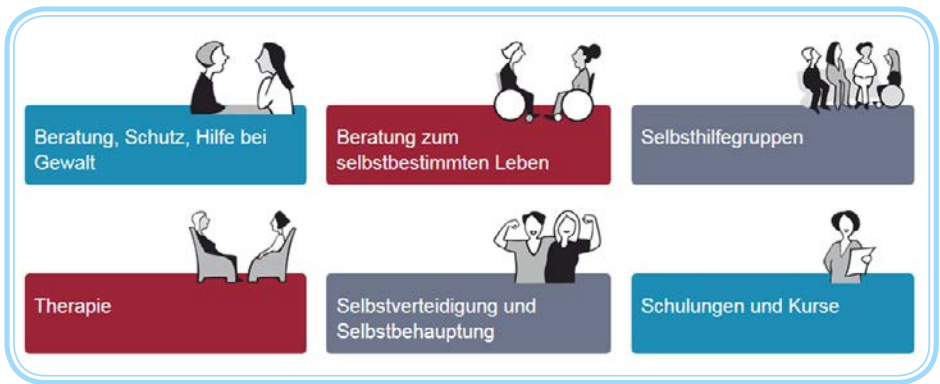 Beratung, Schutz, Hilfe bei
Gewalt
Beratung zum
selbstbestimmten Leben
Selbsthilfegruppen
Therapie
Selbstverteidigung und
Selbstbehauptung
Schulungen und Kurse